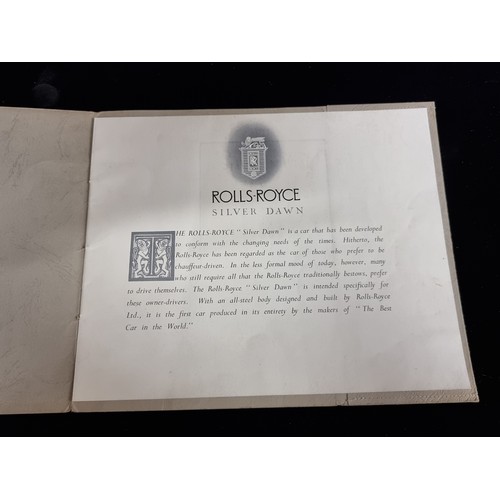 ROLLS-ROYCE
SILVER DAWN
THE ROLLS-ROYCE "Silver Dawn" is a car that has been developed
to conform with the changing needs of the times. Hitherto, the
Rolls-Royce has been regarded as the car of those who prefer to be
chauffeur-driven. In the less formal mood of today, however, many
who still require all that the Rolls-Royce traditionally bestows, prefer
to drive themselves. The Rolls-Royce "Silver Dawn" is intended specifically for
these owner-drivers. With an all-steel body designed and built by Rolls-Royce
Ltd., it is the first car produced in its entirety by the makers of "The Best
Car in the World."